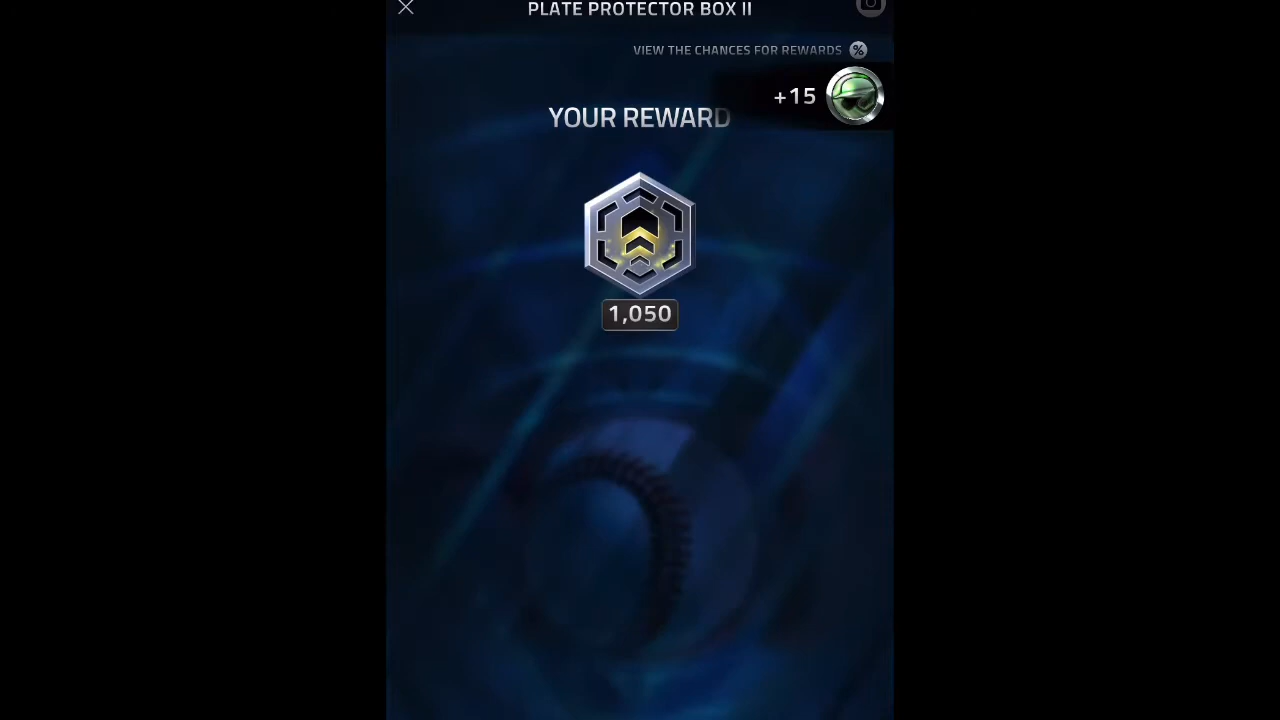 PLATE PROTECTOR BOX II
VIEW THE CHANCES FOR REWARDS %
+15
YOUR REWARD
1,050